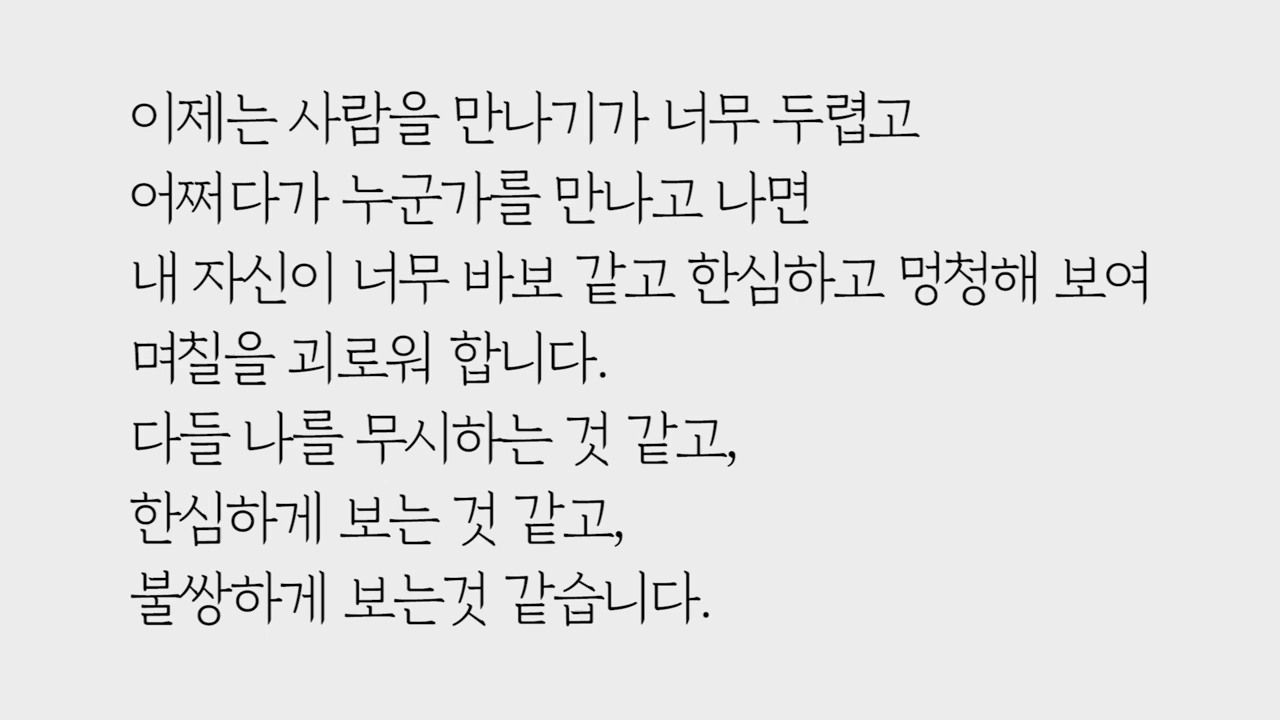 이제는 사람을 만나기가 너무 두렵고
어쩌다가 누군가를 만나고 나면
내 자신이 너무 바보 같고 한심하고 멍청해 보여
며칠을 괴로워 합니다.
다들 나를 무시하는 것 같고,
한심하게 보는 것 같고,
불쌍하게 보는것 같습니다.